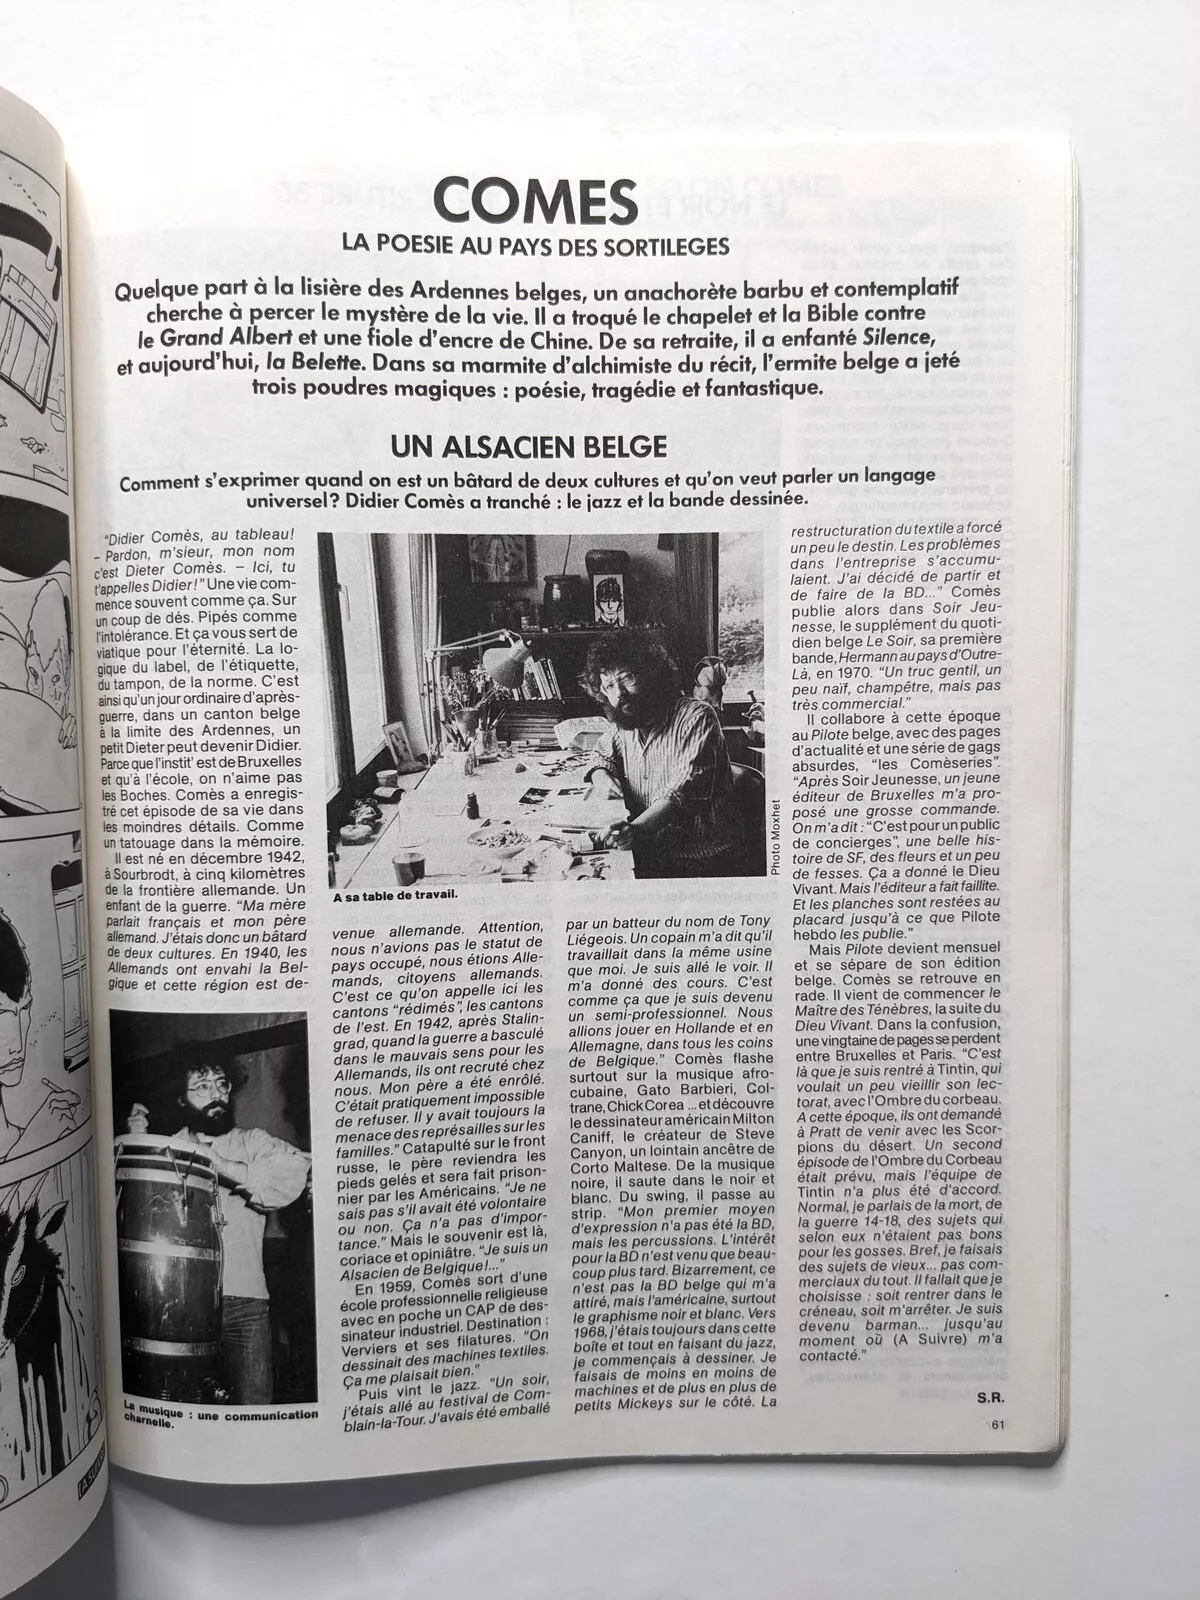 COMES
LA POESIE AU PAYS DES SORTILEGES
Quelque part à la lisière des Ardennes belges, un anachorète barbu et contemplatif
cherche à percer le mystère de la vie. Il a troqué le chapelet et la Bible contre
le Grand Albert et une fiole d'encre de Chine. De sa retraite, il a enfanté Silence,
et aujourd'hui, la Belette. Dans sa marmite d'alchimiste du récit, l'ermite belge a jeté
trois poudres magiques : poésie, tragédie et fantastique.
UN ALSACIEN BELGE
Comment s'exprimer quand on est un bâtard de deux cultures et qu'on veut parler un langage
universel? Didier Comès a tranché : le jazz et la bande dessinée.
"Didier Comès, au tableau!
– Pardon, m'sieur, mon nom
c'est Dieter Comès. – Ici, tu
t'appelles Didier!" Une vie com-
mence souvent comme ça. Sur
un coup de dés. Pipés comme
l'intolérance. Et ça vous sert de
viatique pour l'éternité. La lo-
gique du label, de l'étiquette,
du tampon, de la norme. C'est
ainsi qu'un jour ordinaire d'après-
guerre, dans un canton belge
à la limite des Ardennes, un
petit Dieter peut devenir Didier.
Parce que l'instit' est de Bruxelles
et qu'à l'école, on n'aime pas
les Boches. Comès a enregis-
tré cet épisode de sa vie dans
les moindres détails. Comme
un tatouage dans la mémoire.
Il est né en décembre 1942,
à Sourbrodt, à cinq kilomètres
de la frontière allemande. Un
enfant de la guerre. "Ma mère
parlait français et mon père
allemand. J'étais donc un bâtard
de deux cultures. En 1940, les
Allemands ont envahi la Bel-
gique et cette région est de-
La musique : une communication
charnelle.
Photo Moxhet
A sa table de travail.
venue allemande. Attention,
nous n'avions pas le statut de
pays occupé, nous étions Alle-
mands, citoyens allemands.
C'est ce qu'on appelle ici les
cantons "rédimés", les cantons
de l'est. En 1942, après Stalin-
grad, quand la guerre a basculé
dans le mauvais sens pour les
Allemands, ils ont recruté chez
nous. Mon père a été enrôlé.
C'était pratiquement impossible
de refuser. Il y avait toujours la
menace des représailles sur les
familles." Catapulté sur le front
russe, le père reviendra les
pieds gelés et sera fait prison-
nier par les Américains. "Je ne
sais pas s'il avait été volontaire
ou non. Ça n'a pas d'impor-
tance." Mais le souvenir est là,
coriace et opiniâtre. "Je suis un
Alsacien de Belgique!..."
En 1959, Comès sort d'une
école professionnelle religieuse
avec en poche un CAP de des-
sinateur industriel. Destination :
Verviers et ses filatures. "On
dessinait des machines textiles.
Ça me plaisait bien."
Puis vint le jazz. "Un soir,
j'étais allé au festival de Com-
blain-la-Tour. J'avais été emballé
par un batteur du nom de Tony
Liégeois. Un copain m'a dit qu'il
travaillait dans la même usine
que moi. Je suis allé le voir. Il
m'a donné des cours. C'est
comme ça que je suis devenu
un semi-professionnel. Nous
allions jouer en Hollande et en
Allemagne, dans tous les coins
de Belgique." Comès flashe
surtout sur la musique afro-
cubaine, Gato Barbieri, Col-
trane, Chick Corea ... et découvre
le dessinateur américain Milton
Caniff, le créateur de Steve
Canyon, un lointain ancêtre de
Corto Maltese. De la musique
noire, il saute dans le noir et
blanc. Du swing, il passe au
strip. "Mon premier moyen
d'expression n'a pas été la BD,
mais les percussions. L'intérêt
pour la BD n'est venu que beau-
coup plus tard. Bizarrement, ce
n'est pas la BD belge qui m'a
attiré, mais l'américaine, surtout
le graphisme noir et blanc. Vers
1968, j'étais toujours dans cette
boîte et tout en faisant du jazz,
je commençais à dessiner. Je
faisais de moins en moins de
machines et de plus en plus de
petits Mickeys sur le côté. La
restructuration du textile a forcé
un peu le destin. Les problèmes
dans l'entreprise s'accumu-
laient. J'ai décidé de partir et
de faire de la BD..." Comès
publie alors dans Soir Jeu-
nesse, le supplément du quoti-
dien belge Le Soir, sa première
bande, Hermann au pays d'Outre-
Là, en 1970. "Un truc gentil, un
peu naïf, champêtre, mais pas
très commercial."
Il collabore à cette époque
au Pilote belge, avec des pages
d'actualité et une série de gags
absurdes, "les Comèseries".
"Après Soir Jeunesse, un jeune
éditeur de Bruxelles m'a pro-
posé une grosse commande.
On m'a dit : "C'est pour un public
de concierges", une belle his-
toire de SF, des fleurs et un peu
de fesses. Ça a donné le Dieu
Vivant. Mais l'éditeur a fait faillite.
Et les planches sont restées au
placard jusqu'à ce que Pilote
hebdo les publie."
Mais Pilote devient mensuel
et se sépare de son édition
belge. Comès se retrouve en
rade. Il vient de commencer le
Maître des Ténèbres, la suite du
Dieu Vivant. Dans la confusion,
une vingtaine de pages se perdent
entre Bruxelles et Paris. "C'est
là que je suis rentré à Tintin, qui
voulait un peu vieillir son lec-
torat, avec l'Ombre du corbeau.
A cette époque, ils ont demandé
à Pratt de venir avec les Scor-
pions du désert. Un second
épisode de l'Ombre du Corbeau
était prévu, mais l'équipe de
Tintin n'a plus été d'accord.
Normal, je parlais de la mort, de
la guerre 14-18, des sujets qui
selon eux n'étaient pas bons
pour les gosses. Bref, je faisais
des sujets de vieux... pas com-
merciaux du tout. Il fallait que je
choisisse : soit rentrer dans le
créneau, soit m'arrêter. Je suis
devenu barman... jusqu'au
moment où (A Suivre) m'a
contacté."
S.R.
61